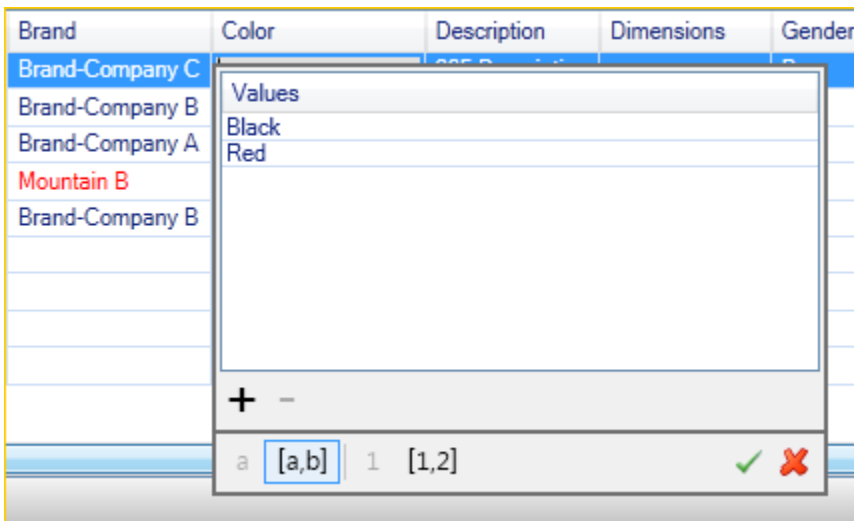 Brand Color Description Dimensions Gender
Brand-Company C
Values
Brand-Company B
Black
Brand-Company A
Red
Mountain B
Brand-Company B
+ -
a [a,b] 1 [1,2]